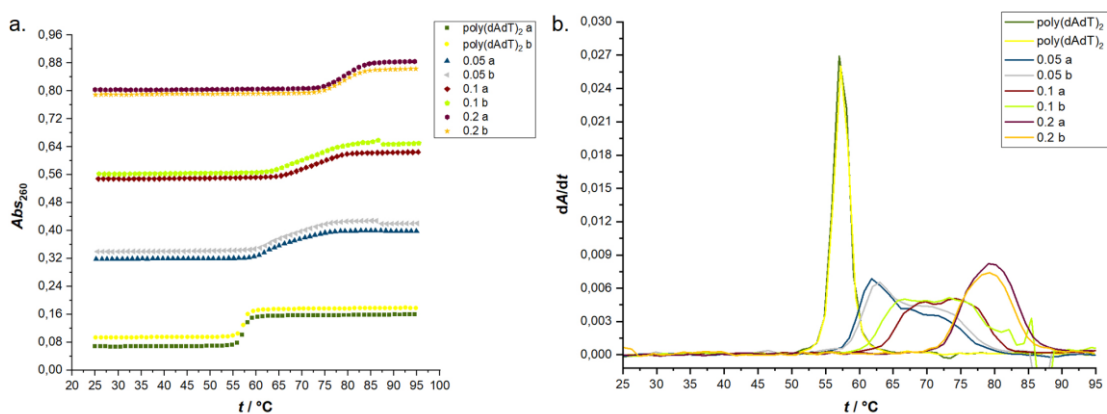 a.
0,96
0,88
0,80
0,72
0,64
0,56
0,48
0,40
0,32
0,24
0,16
0,08
0,00
Abs260
20 25 30 35 40 45 50 55 60 65 70 75 80 85 90 95 100
t / °C
poly(dAdT)2 a
poly(dAdT)2 b
0.05 a
0.05 b
0.1 a
0.1 b
0.2 a
0.2 b
b.
0,030
0,027
0,024
0,021
0,018
0,015
0,012
0,009
0,006
0,003
0,000
dA/dt
25 30 35 40 45 50 55 60 65 70 75 80 85 90 95
t / °C
poly(dAdT)2
poly(dAdT)2
0.05 a
0.05 b
0.1 a
0.1 b
0.2 a
0.2 b